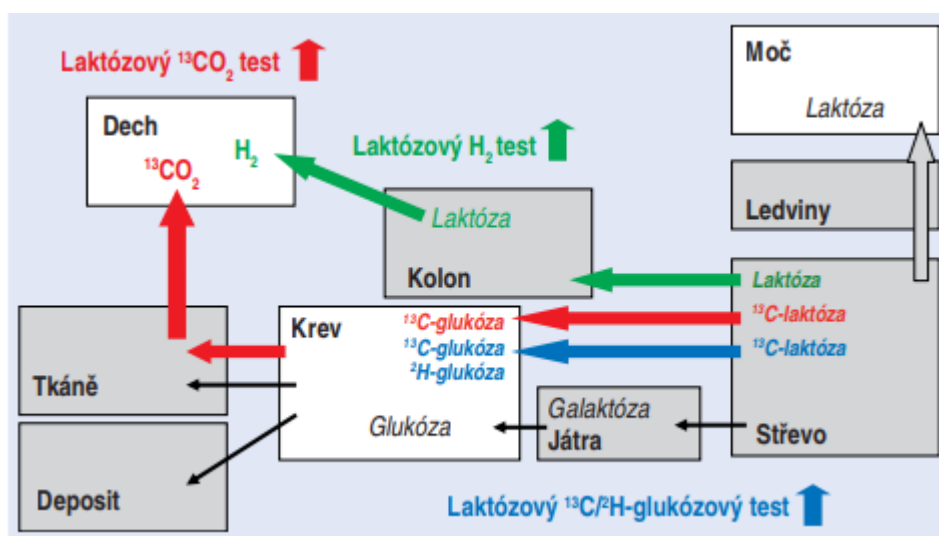 Laktózový ¹³CO₂ test
Moč
Laktóza
Dech
H₂
¹³CO₂
Laktózový H₂ test
Laktóza
Kolon
Ledviny
Laktóza
¹³C-laktóza
¹³C-laktóza
Střevo
Krev
¹³C-glukóza
¹³C-glukóza
²H-glukóza
Glukóza
Galaktóza
Játra
Tkáně
Deposit
Laktózový ¹³C/²H-glukózový test